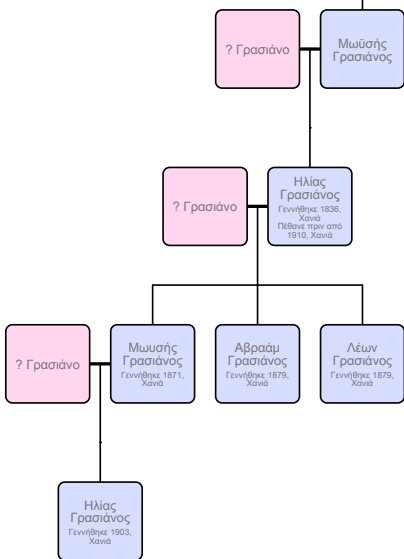 ? Γρασιάνο
Μωϋσής
Γρασιάνος
? Γρασιάνο
Ηλίας
Γρασιάνος
Γεννήθηκε 1836,
Χανιά
Πέθανε πριν από
1910, Χανιά
? Γρασιάνο
Μωυσής
Γρασιάνος
Γεννήθηκε 1871,
Χανιά
Αβραάμ
Γρασιάνος
Γεννήθηκε 1879,
Χανιά
Λέων
Γρασιάνος
Γεννήθηκε 1879,
Χανιά
Ηλίας
Γρασιάνος
Γεννήθηκε 1903,
Χανιά